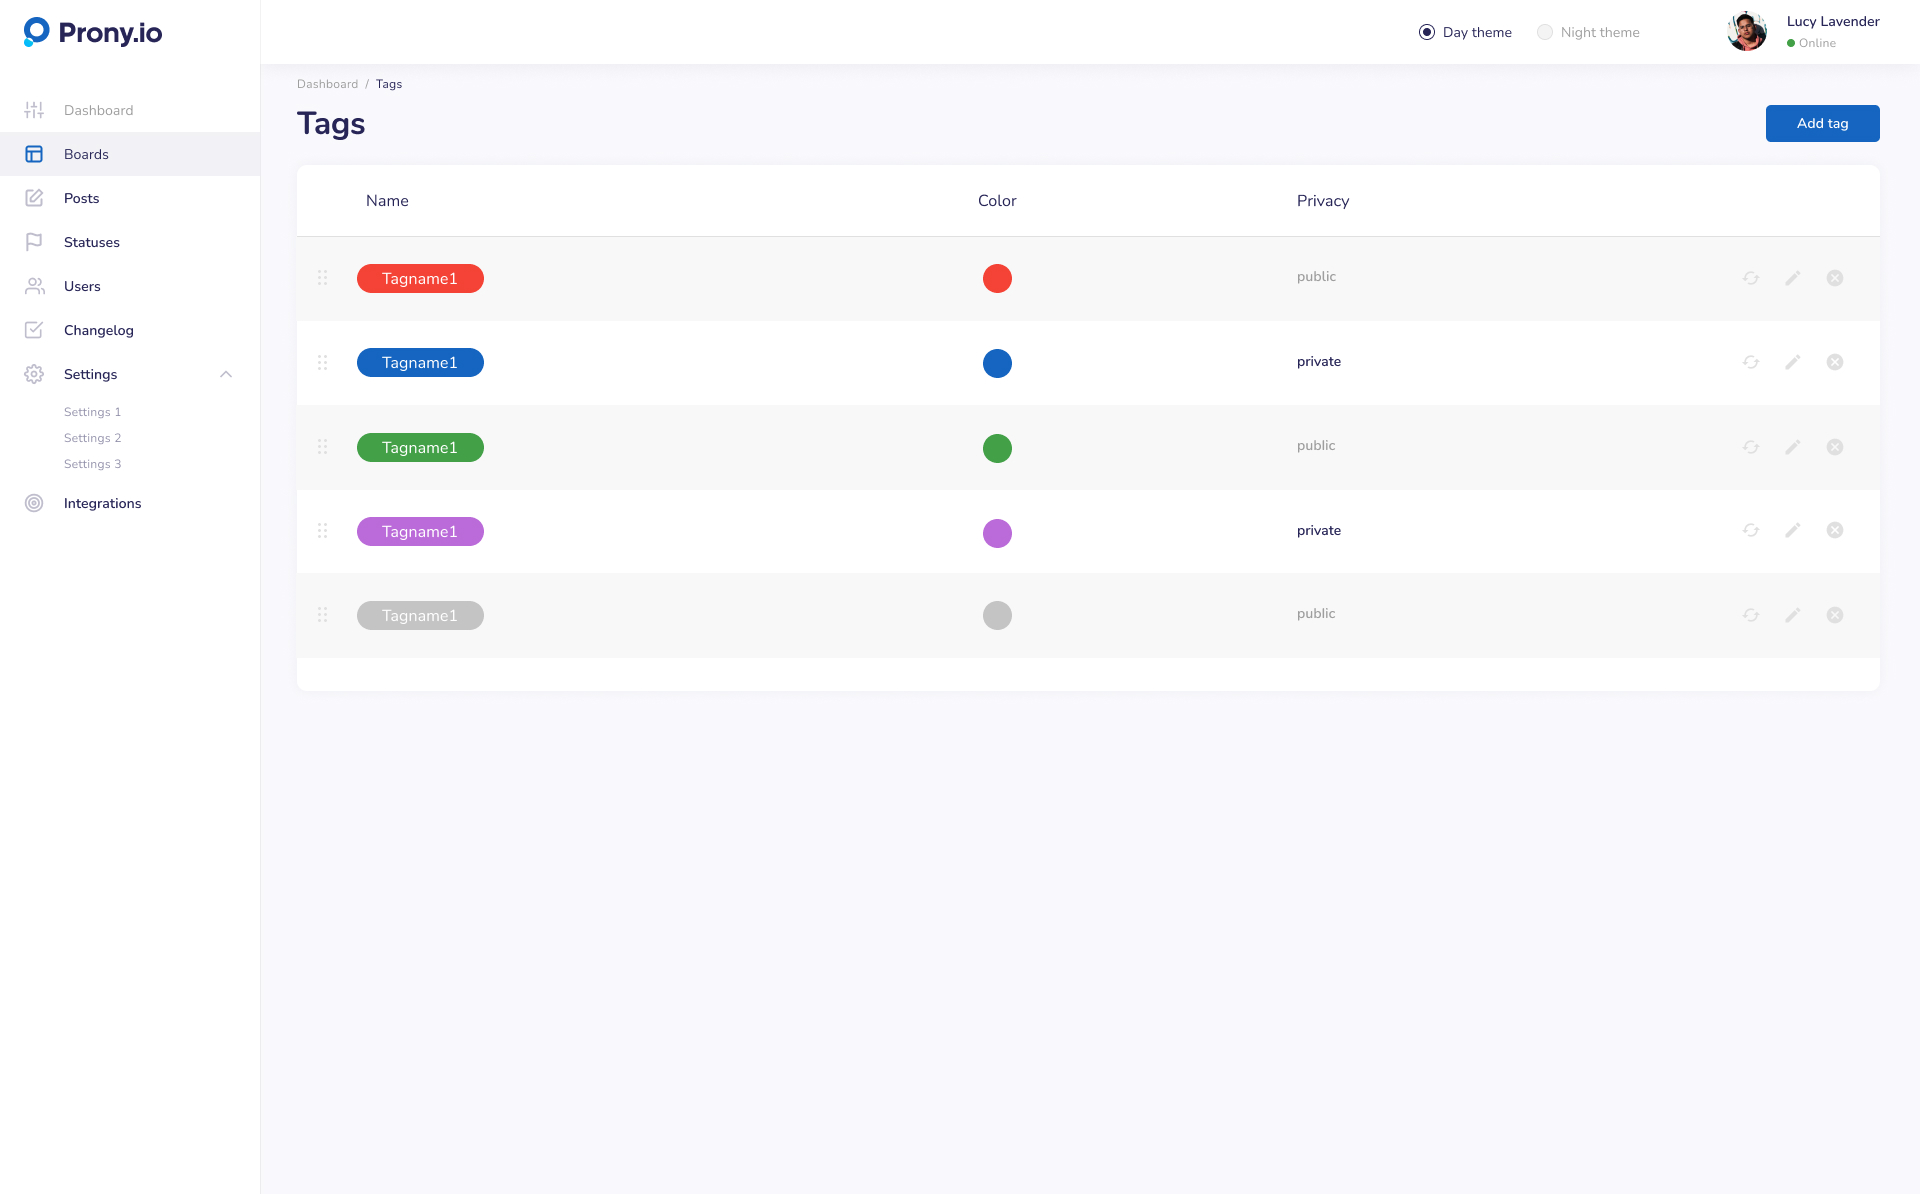 Prony.io
Day theme
Night theme
Lucy Lavender
Online
Dashboard
Boards
Posts
Statuses
Users
Changelog
Settings
Settings 1
Settings 2
Settings 3
Integrations
Dashboard / Tags
Tags
Add tag
Name Color Privacy
Tagname1 public
Tagname1 private
Tagname1 public
Tagname1 private
Tagname1 public